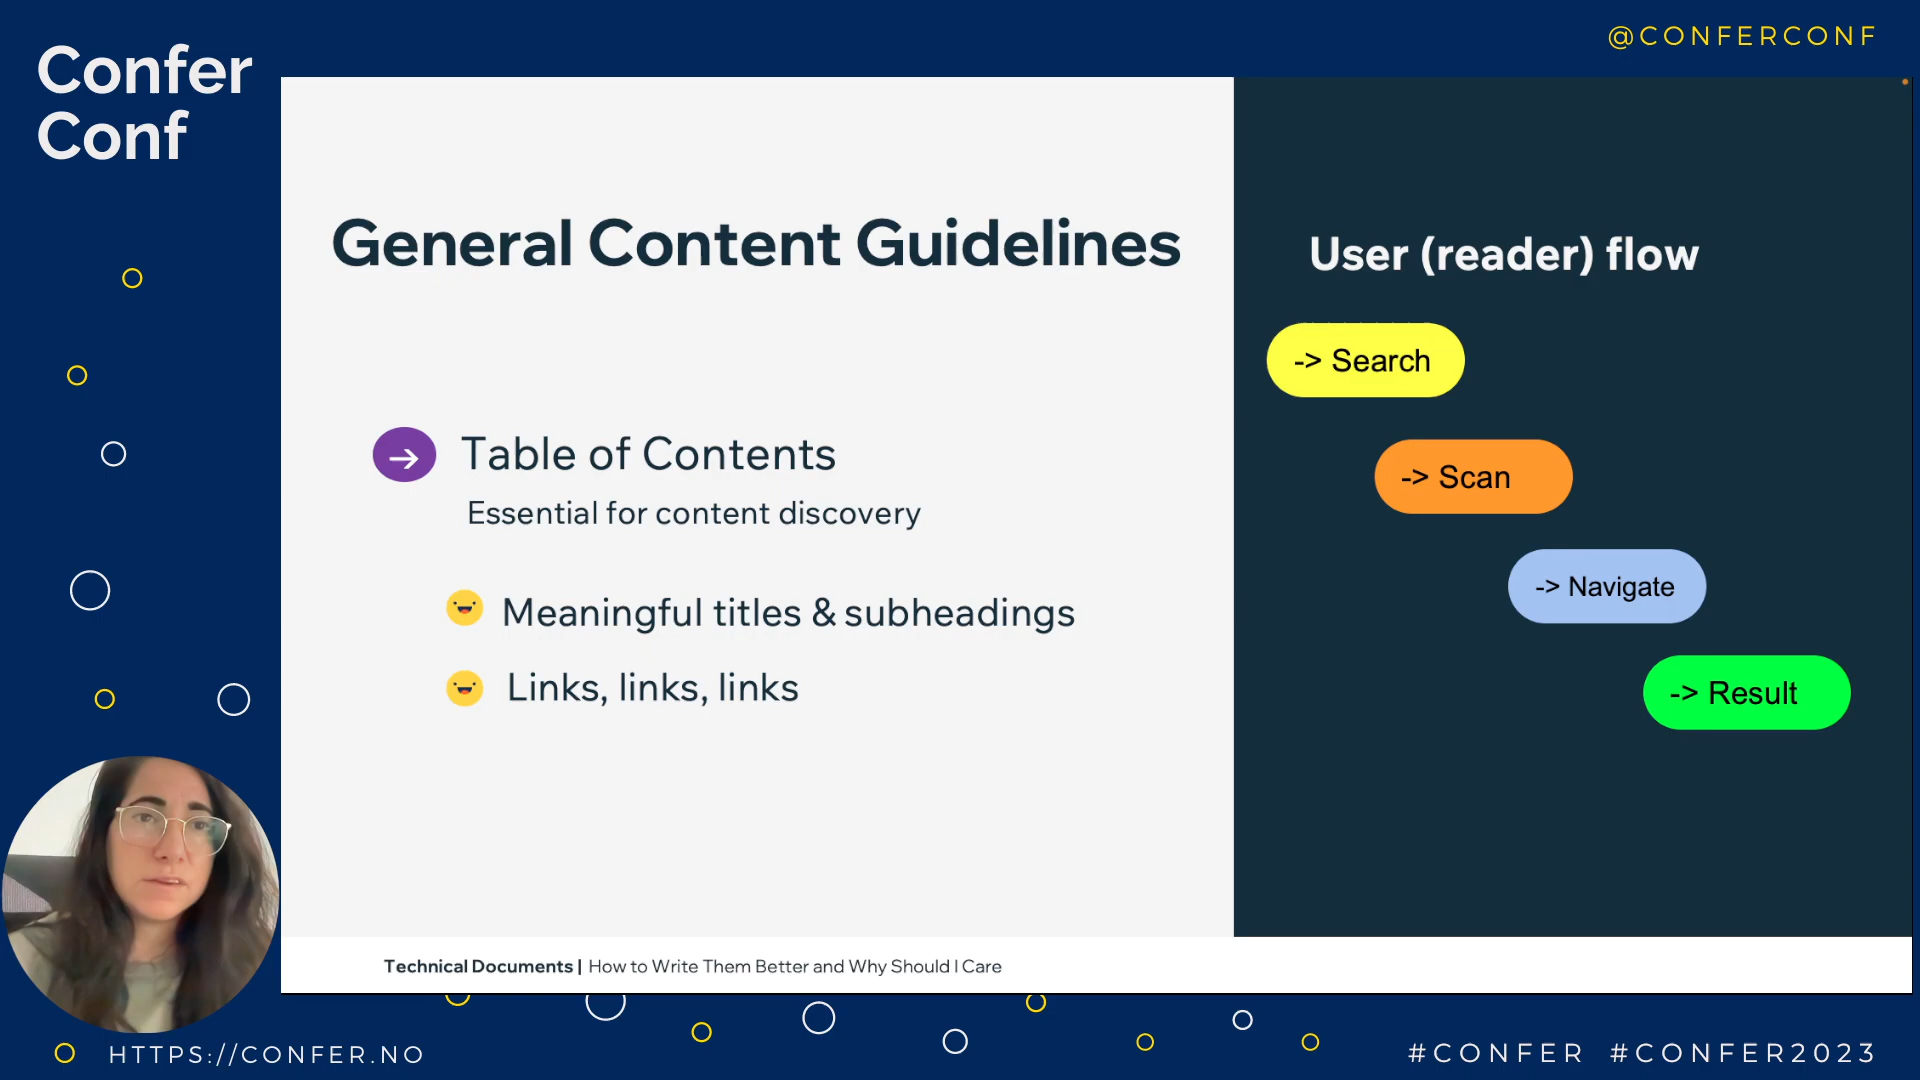 Confer
Conf
@CONFERCONF
General Content Guidelines
Table of Contents
Essential for content discovery
Meaningful titles & subheadings
Links, links, links
User (reader) flow
-> Search
-> Scan
-> Navigate
-> Result
Technical Documents | How to Write Them Better and Why Should I Care
HTTPS://CONFER.NO
#CONFER #CONFER2023